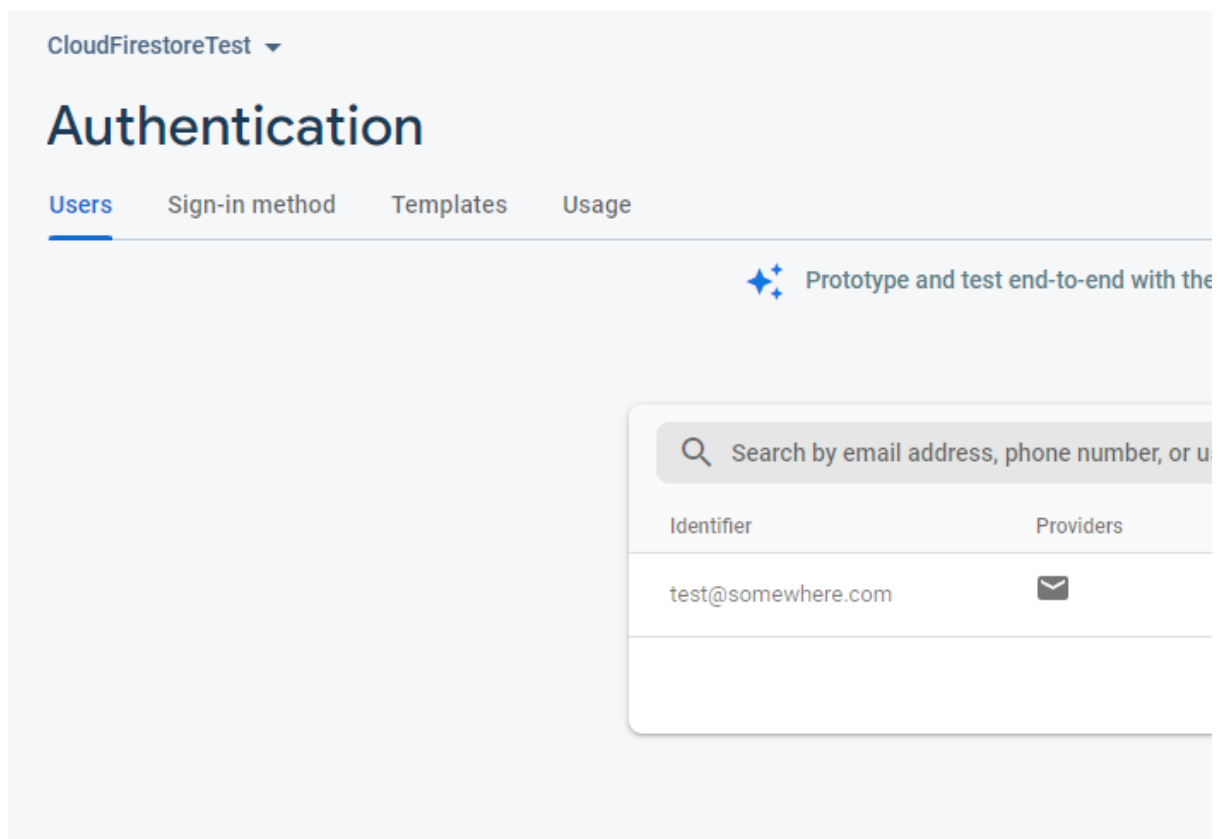 CloudFirestoreTest
Authentication
Users Sign-in method Templates Usage
Prototype and test end-to-end with the
Search by email address, phone number, or u
Identifier Providers
test@somewhere.com